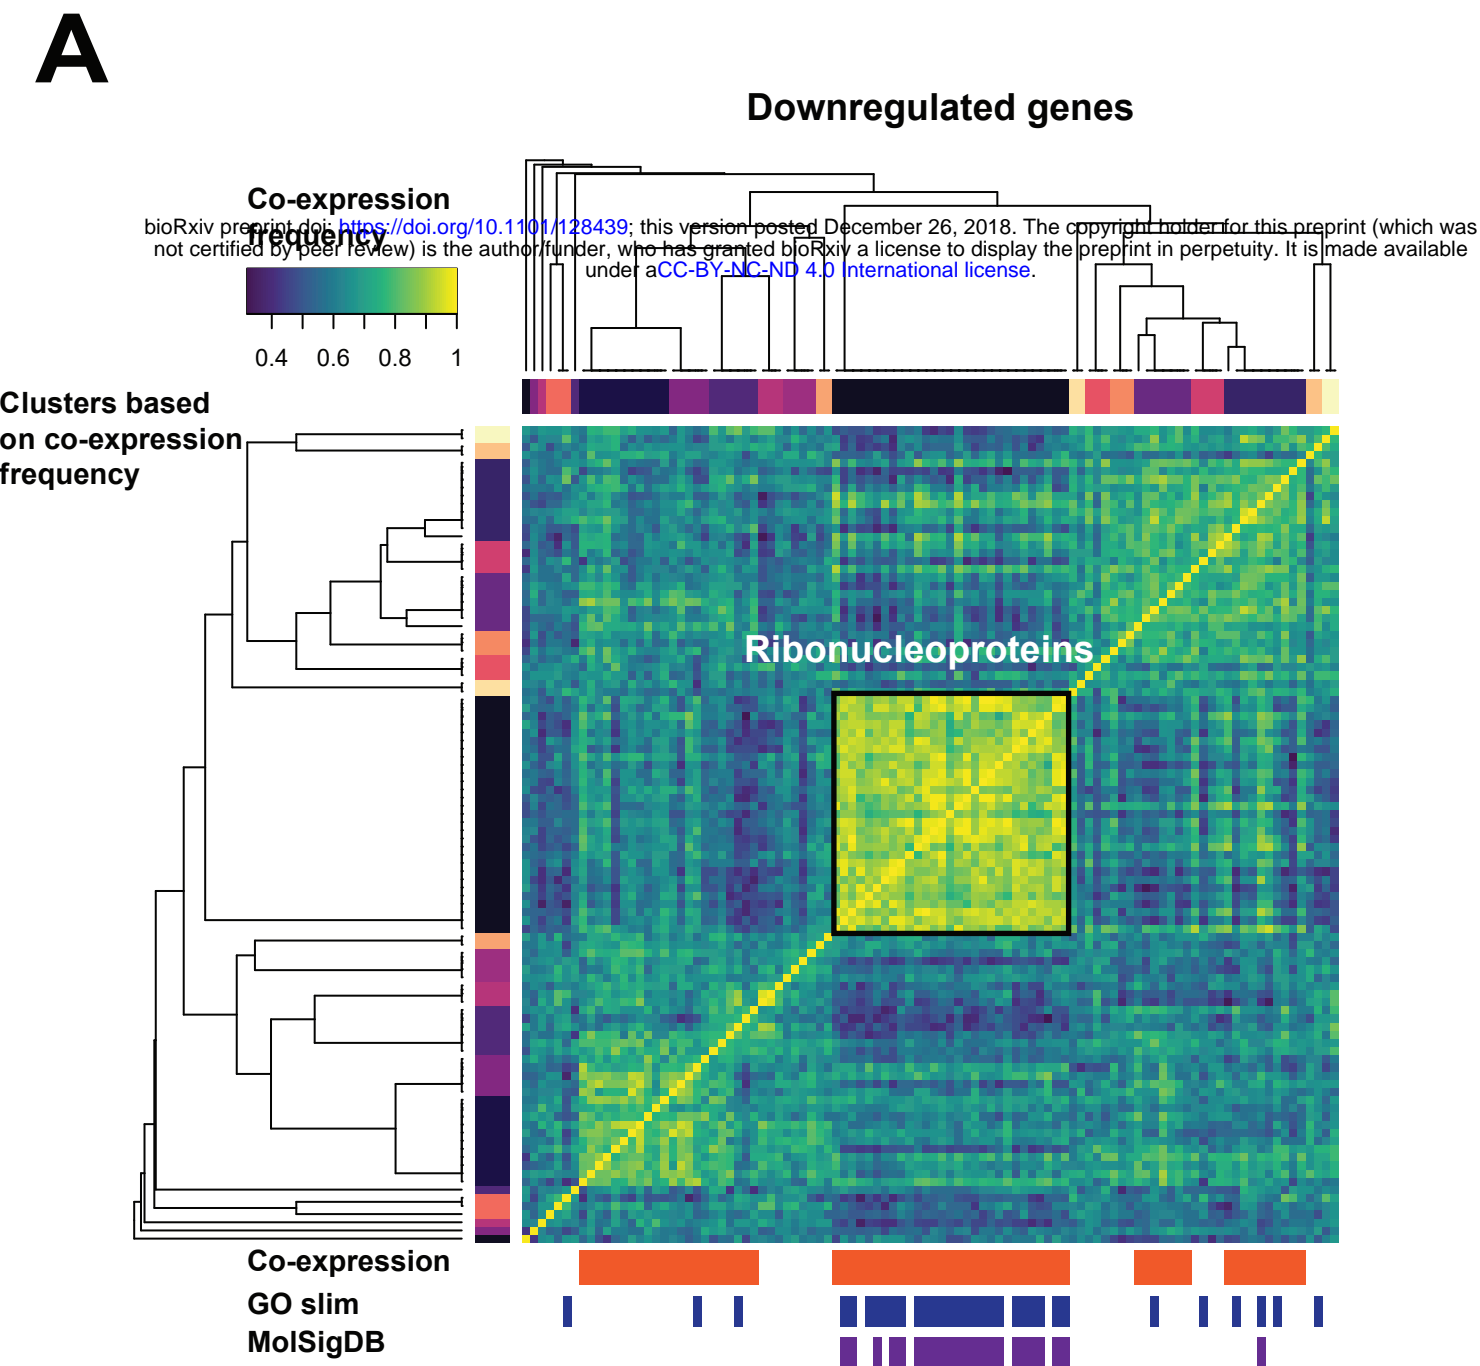 A
Downregulated genes
Co-expression
frequency
bioRxiv preprint doi: https://doi.org/10.1101/128439; this version posted December 26, 2018. The copyright holder for this preprint (which was
not certified by peer review) is the author/funder, who has granted bioRxiv a license to display the preprint in perpetuity. It is made available
under aCC-BY-NC-ND 4.0 International license.
0.4 0.6 0.8 1
Clusters based
on co-expression
frequency
Ribonucleoproteins
Co-expression
GO slim
MolSigDB